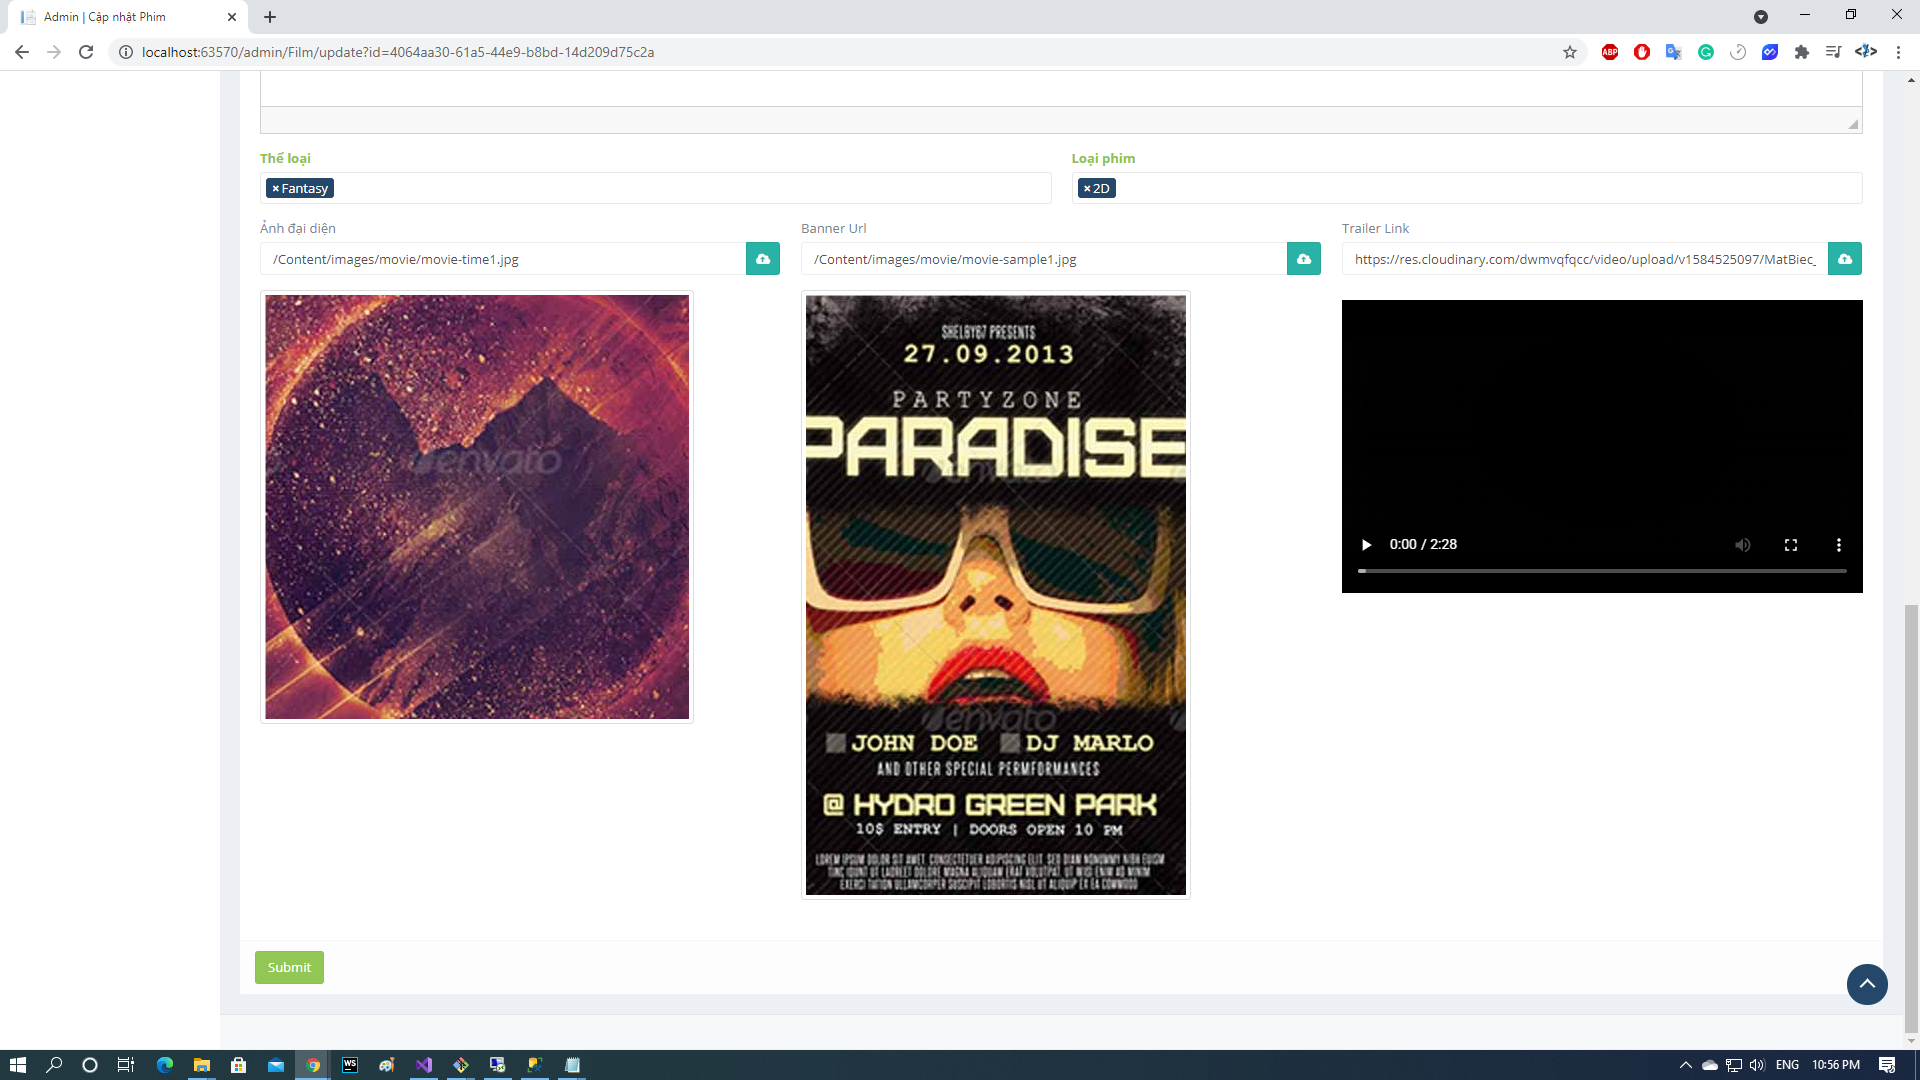 Admin | Cập nhật Phim
localhost:63570/admin/Film/update?id=4064aa30-61a5-44e9-b8bd-14d209d75c2a
ABP
Thể loại
Loại phim
×Fantasy
×2D
Ảnh đại diện
Banner Url
Trailer Link
/Content/images/movie/movie-time1.jpg
/Content/images/movie/movie-sample1.jpg
https://res.cloudinary.com/dwmvqfqcc/video/upload/v1584525097/MatBiec_
envato
SHELBY67 PRESENTS
27.09.2013
PARTYZONE
PARADISE
envato
0:00 / 2:28
envato
JOHN DOE DJ MARLO
AND OTHER SPECIAL PERMFORMANCES
@ HYDRO GREEN PARK
10$ ENTRY | DOORS OPEN 10 PM
LOREM IPSUM DOLOR SIT AMET, CONSECTETUER ADIPISCING ELIT, SED DIAM NONUMMY NIBH EUISM
TINC IDUNT UT LAOREET DOLORE MAGNA ALIQUAM ERAT VOLUTPAT. UT WISI ENIM AD MINIM
EXERCI TATION ULLAMCORPER SUSCIPIT LOBORTIS NISL UT ALIQUIP EX EA COMMODO
Submit
WS
ENG
10:56 PM